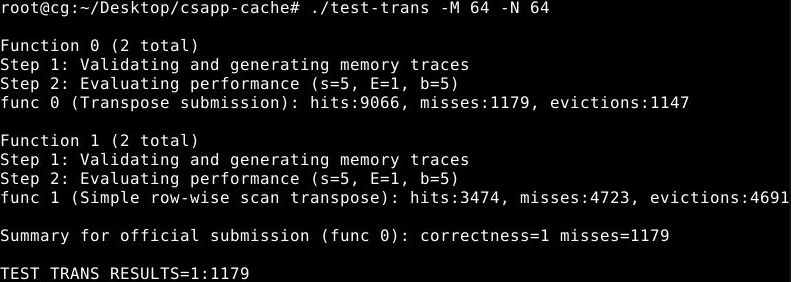 root@cg:~/Desktop/csapp-cache# ./test-trans -M 64 -N 64
Function 0 (2 total)
Step 1: Validating and generating memory traces
Step 2: Evaluating performance (s=5, E=1, b=5)
func 0 (Transpose submission): hits:9066, misses:1179, evictions:1147
Function 1 (2 total)
Step 1: Validating and generating memory traces
Step 2: Evaluating performance (s=5, E=1, b=5)
func 1 (Simple row-wise scan transpose): hits:3474, misses:4723, evictions:4691
Summary for official submission (func 0): correctness=1 misses=1179
TEST_TRANS_RESULTS=1:1179